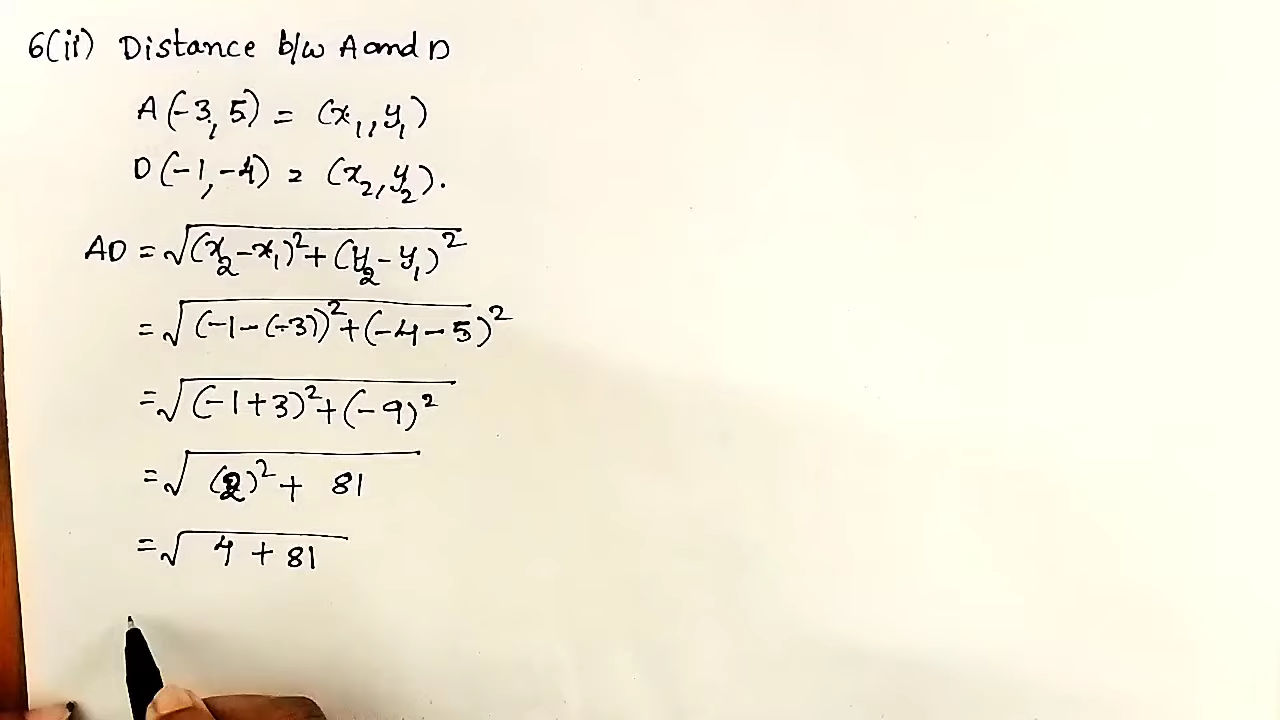 6(ii) Distance b/w A and D
A(-3, 5) = (x₁, y₁)
D(-1, -4) = (x₂, y₂).
AD = √(x₂-x₁)²+(y₂-y₁)²
= √(-1-(-3))²+(-4-5)²
= √(-1+3)²+(-9)²
= √(2)²+ 81
= √4 + 81